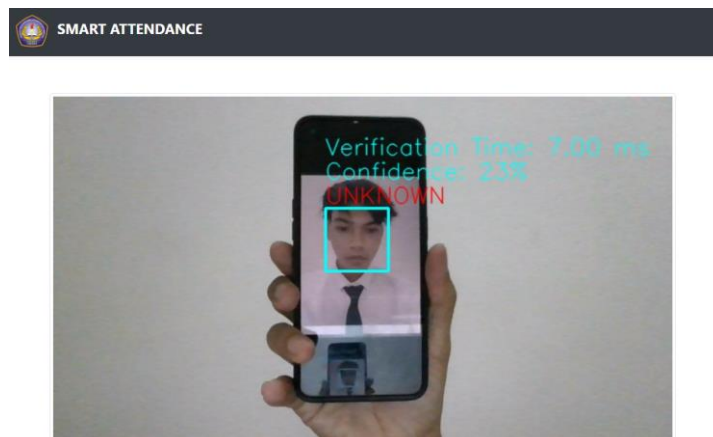 SMART ATTENDANCE
Verification Time: 7.00 ms
Confidence: 23%
UNKNOWN